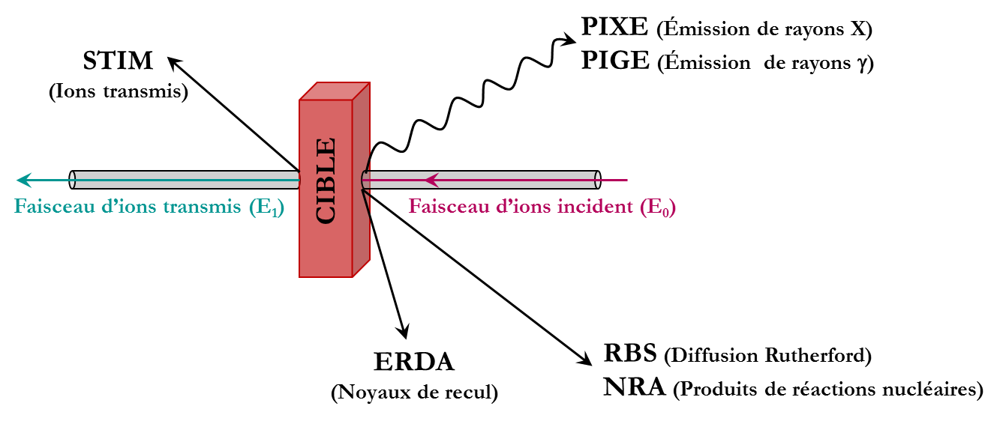 PIXE (Émission de rayons X)
PIGE (Émission de rayons γ)
STIM
(Ions transmis)
CIBLE
Faisceau d’ions transmis (E₁)
Faisceau d’ions incident (E₀)
ERDA
(Noyaux de recul)
RBS (Diffusion Rutherford)
NRA (Produits de réactions nucléaires)